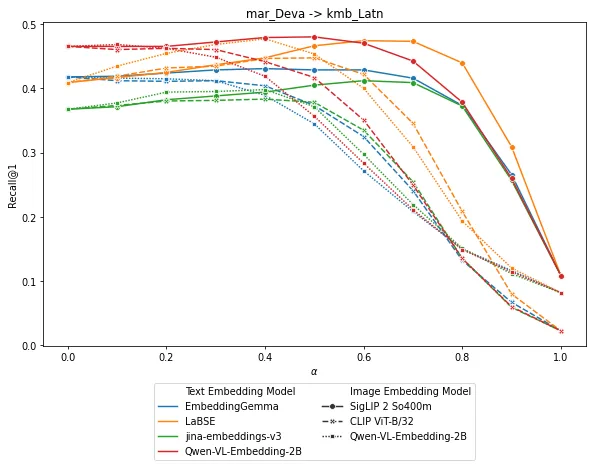 mar_Deva -> kmb_Latn
0.5
0.4
0.3
0.2
0.1
0.0
Recall@1
0.0 0.2 0.4 0.6 0.8 1.0
α
Text Embedding Model
EmbeddingGemma
LaBSE
jina-embeddings-v3
Qwen-VL-Embedding-2B
Image Embedding Model
SigLIP 2 So400m
CLIP ViT-B/32
Qwen-VL-Embedding-2B